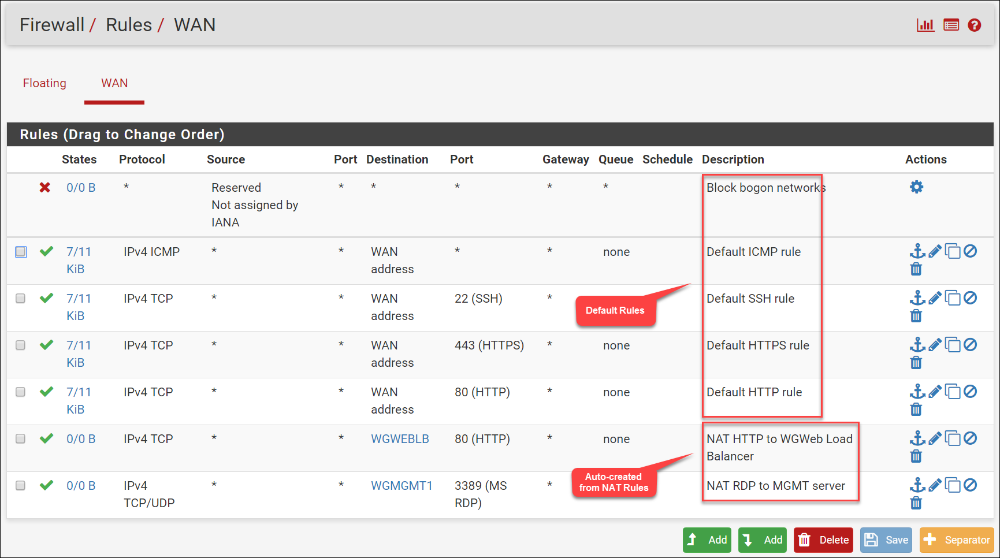 Firewall / Rules / WAN
Floating WAN
Rules (Drag to Change Order)
States Protocol Source Port Destination Port Gateway Queue Schedule Description Actions
0/0 B * Reserved * * * * * Block bogon networks
Not assigned by
IANA
7/11 IPv4 ICMP * * WAN * * none Default ICMP rule
KiB address
7/11 IPv4 TCP * * WAN 22 (SSH) * none Default SSH rule
KiB address
Default Rules
7/11 IPv4 TCP * * WAN 443 (HTTPS) * none Default HTTPS rule
KiB address
7/11 IPv4 TCP * * WAN 80 (HTTP) * none Default HTTP rule
KiB address
0/0 B IPv4 TCP * * WGWEBLB 80 (HTTP) * none NAT HTTP to WGWeb Load
Balancer
Auto-created
from NAT Rules
0/0 B IPv4 * * WGMGMT1 3389 (MS * NAT RDP to MGMT server
TCP/UDP RDP)
Add Add Delete Save Separator